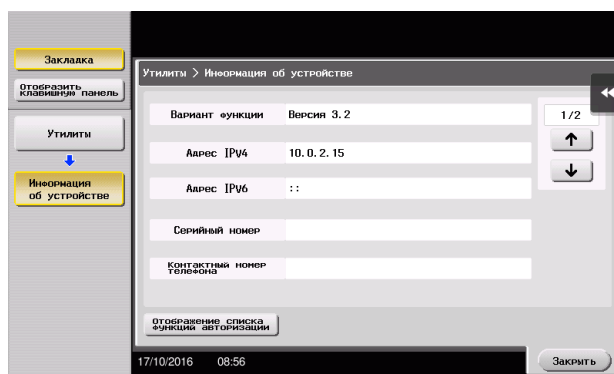 Закладка
Отобразить
клавишную панель
Утилиты
Информация
об устройстве
Утилиты > Информация об устройстве
Вариант функции Версия 3.2
1/2
Адрес IPv4 10.0.2.15
Адрес IPv6 ::
Серийный номер
Контактный номер
телефона
Отображение списка
функций авторизации
17/10/2016 08:56
Закрыть